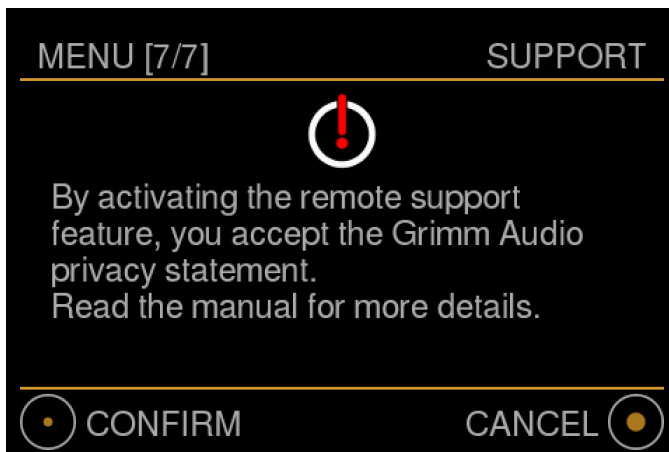 MENU [7/7] SUPPORT
By activating the remote support
feature, you accept the Grimm Audio
privacy statement.
Read the manual for more details.
CONFIRM CANCEL